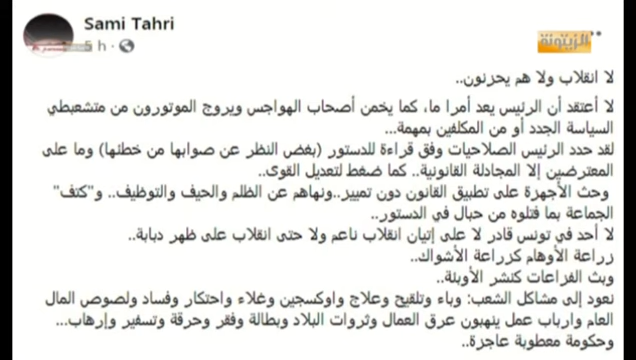 Sami Tahri
5 h ·
الزيتونة
لا انقلاب ولا هم يحزنون..
لا أعتقد أن الرئيس يعد أمرا ما، كما يخمن أصحاب الهواجس ويروج الموتورون من متشعبطي
السياسة الجدد أو من المكلفين بمهمة...
لقد حدد الرئيس الصلاحيات وفق قراءة للدستور (بغض النظر عن صوابها من خطئها) وما على
المعترضين إلا المجادلة القانونية.. كما ضغط لتعديل القوى..
وحث الأجهزة على تطبيق القانون دون تمييز..ونهاهم عن الظلم والحيف والتوظيف.. و"كتف"
الجماعة بما فتلوه من حبال في الدستور..
لا أحد في تونس قادر لا على إتيان انقلاب ناعم ولا حتى انقلاب على ظهر دبابة..
زراعة الأوهام كزراعة الأشواك..
وبث الفزاعات كنشر الأوبئة..
نعود إلى مشاكل الشعب: وباء وتلقيح وعلاج واوكسجين وغلاء واحتكار وفساد ولصوص المال
العام وارباب عمل ينهبون عرق العمال وثروات البلاد وبطالة وفقر وحرقة وتسفير وإرهاب...
وحكومة معطوبة عاجزة..